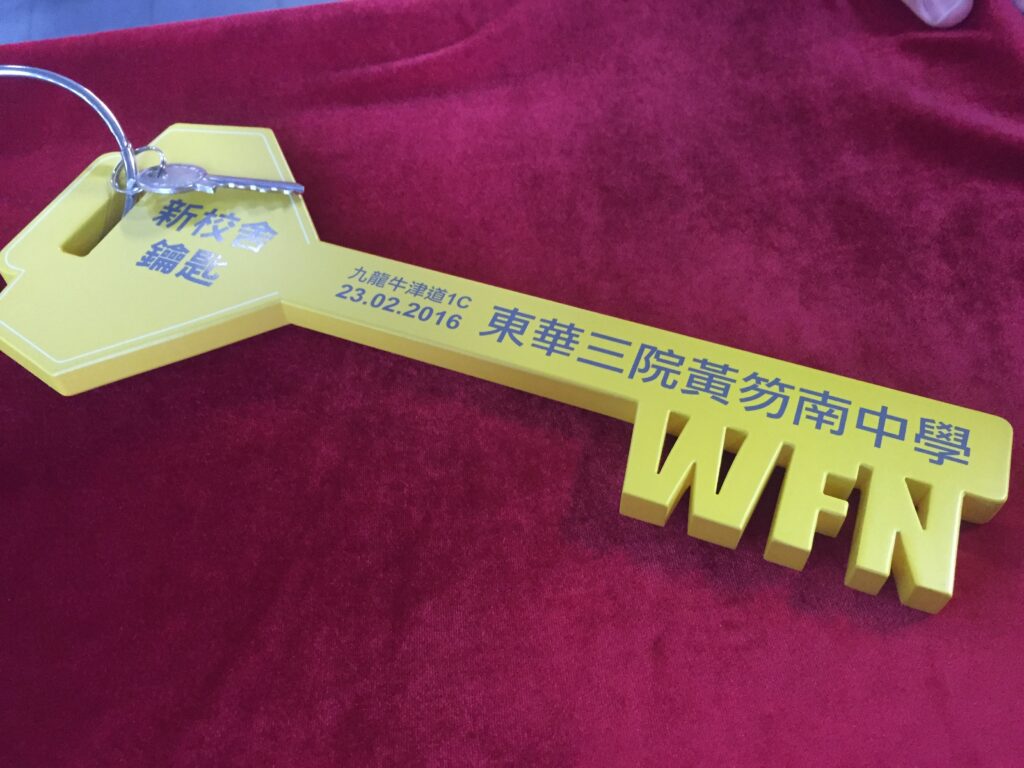 新校舍
鑰匙
九龍牛津道1C
23.02.2016
東華三院黃笏南中學
WFN